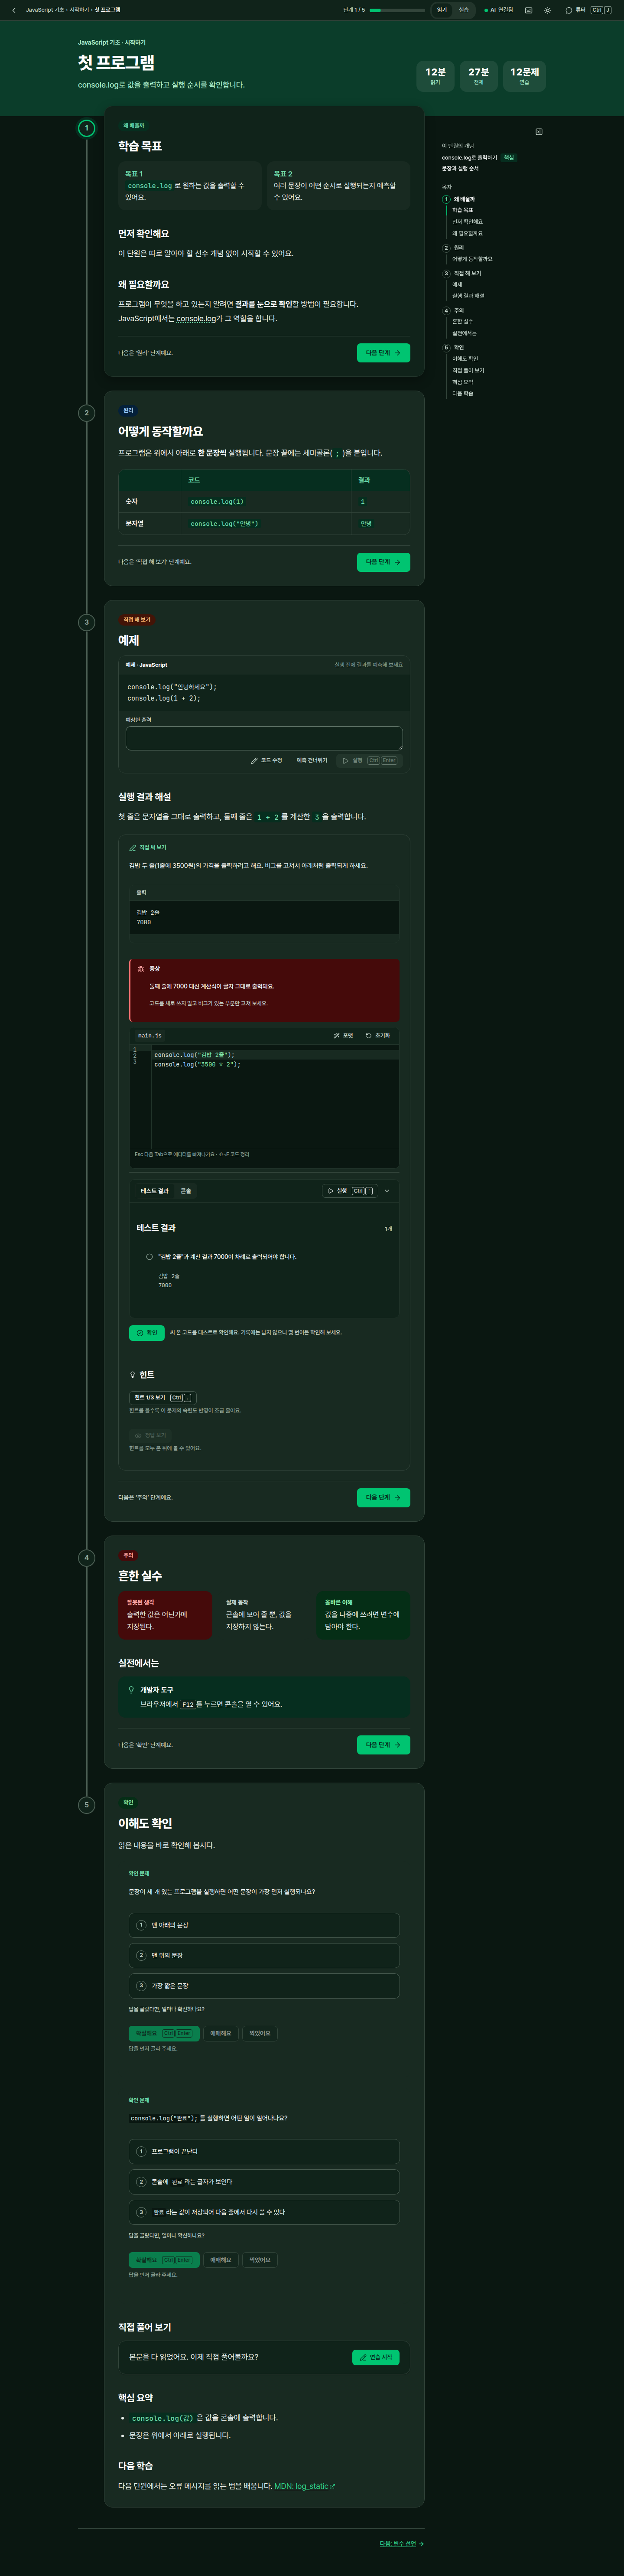 JavaScript 기초 › 시작하기 › 첫 프로그램
단계 1 / 5
읽기 실습
AI 연결됨
튜터 Ctrl J
JavaScript 기초 · 시작하기
첫 프로그램
console.log로 값을 출력하고 실행 순서를 확인합니다.
12분
읽기
27분
전체
12문제
연습
1
왜 배울까
학습 목표
목표 1
console.log 로 원하는 값을 출력할 수
있어요.
목표 2
여러 문장이 어떤 순서로 실행되는지 예측할
수 있어요.
먼저 확인해요
이 단원은 따로 알아야 할 선수 개념 없이 시작할 수 있어요.
왜 필요할까요
프로그램이 무엇을 하고 있는지 알려면 결과를 눈으로 확인할 방법이 필요합니다.
JavaScript에서는 console.log가 그 역할을 합니다.
다음은 '원리' 단계예요.
다음 단계
이 단원의 개념
console.log로 출력하기 핵심
문장과 실행 순서
목차
1 왜 배울까
학습 목표
먼저 확인해요
왜 필요할까요
2 원리
어떻게 동작할까요
3 직접 해 보기
예제
실행 결과 해설
4 주의
흔한 실수
실전에서는
5 확인
이해도 확인
직접 풀어 보기
핵심 요약
다음 학습
2
원리
어떻게 동작할까요
프로그램은 위에서 아래로 한 문장씩 실행됩니다. 문장 끝에는 세미콜론( ; )을 붙입니다.
코드 결과
숫자 console.log(1) 1
문자열 console.log("안녕") 안녕
다음은 '직접 해 보기' 단계예요.
다음 단계
3
직접 해 보기
예제
예제 · JavaScript
실행 전에 결과를 예측해 보세요
console.log("안녕하세요");
console.log(1 + 2);
예상한 출력
코드 수정 예측 건너뛰기 실행 Ctrl Enter
실행 결과 해설
첫 줄은 문자열을 그대로 출력하고, 둘째 줄은 1 + 2 를 계산한 3 을 출력합니다.
직접 써 보기
김밥 두 줄(1줄에 3500원)의 가격을 출력하려고 해요. 버그를 고쳐서 아래처럼 출력되게 하세요.
출력
김밥 2줄
7000
증상
둘째 줄에 7000 대신 계산식이 글자 그대로 출력돼요.
코드를 새로 쓰지 말고 버그가 있는 부분만 고쳐 보세요.
main.js
포맷 초기화
1
2
3
console.log("김밥 2줄");
console.log("3500 * 2");
Esc 다음 Tab으로 에디터를 빠져나가요 · ⇧⌥F 코드 정리
테스트 결과 콘솔
실행 Ctrl '
테스트 결과
1개
"김밥 2줄"과 계산 결과 7000이 차례로 출력되어야 합니다.
김밥 2줄
7000
확인
써 본 코드를 테스트로 확인해요. 기록에는 남지 않으니 몇 번이든 확인해 보세요.
힌트
힌트 1/3 보기 Ctrl .
힌트를 볼수록 이 문제의 숙련도 반영이 조금 줄어요.
정답 보기
힌트를 모두 본 뒤에 볼 수 있어요.
다음은 '주의' 단계예요.
다음 단계
4
주의
흔한 실수
잘못된 생각
출력한 값은 어딘가에
저장된다.
실제 동작
콘솔에 보여 줄 뿐, 값을
저장하지 않는다.
올바른 이해
값을 나중에 쓰려면 변수에
담아야 한다.
실전에서는
개발자 도구
브라우저에서 F12 를 누르면 콘솔을 열 수 있어요.
다음은 '확인' 단계예요.
다음 단계
5
확인
이해도 확인
읽은 내용을 바로 확인해 봅시다.
확인 문제
문장이 세 개 있는 프로그램을 실행하면 어떤 문장이 가장 먼저 실행되나요?
1 맨 아래의 문장
2 맨 위의 문장
3 가장 짧은 문장
답을 골랐다면, 얼마나 확신하나요?
확실해요 Ctrl Enter 애매해요 찍었어요
답을 먼저 골라 주세요.
확인 문제
console.log("완료"); 를 실행하면 어떤 일이 일어나나요?
1 프로그램이 끝난다
2 콘솔에 완료 라는 글자가 보인다
3 완료 라는 값이 저장되어 다음 줄에서 다시 쓸 수 있다
답을 골랐다면, 얼마나 확신하나요?
확실해요 Ctrl Enter 애매해요 찍었어요
답을 먼저 골라 주세요.
직접 풀어 보기
본문을 다 읽었어요. 이제 직접 풀어볼까요?
연습 시작
핵심 요약
• console.log(값) 은 값을 콘솔에 출력합니다.
• 문장은 위에서 아래로 실행됩니다.
다음 학습
다음 단원에서는 오류 메시지를 읽는 법을 배웁니다. MDN: log_static
다음: 변수 선언 →